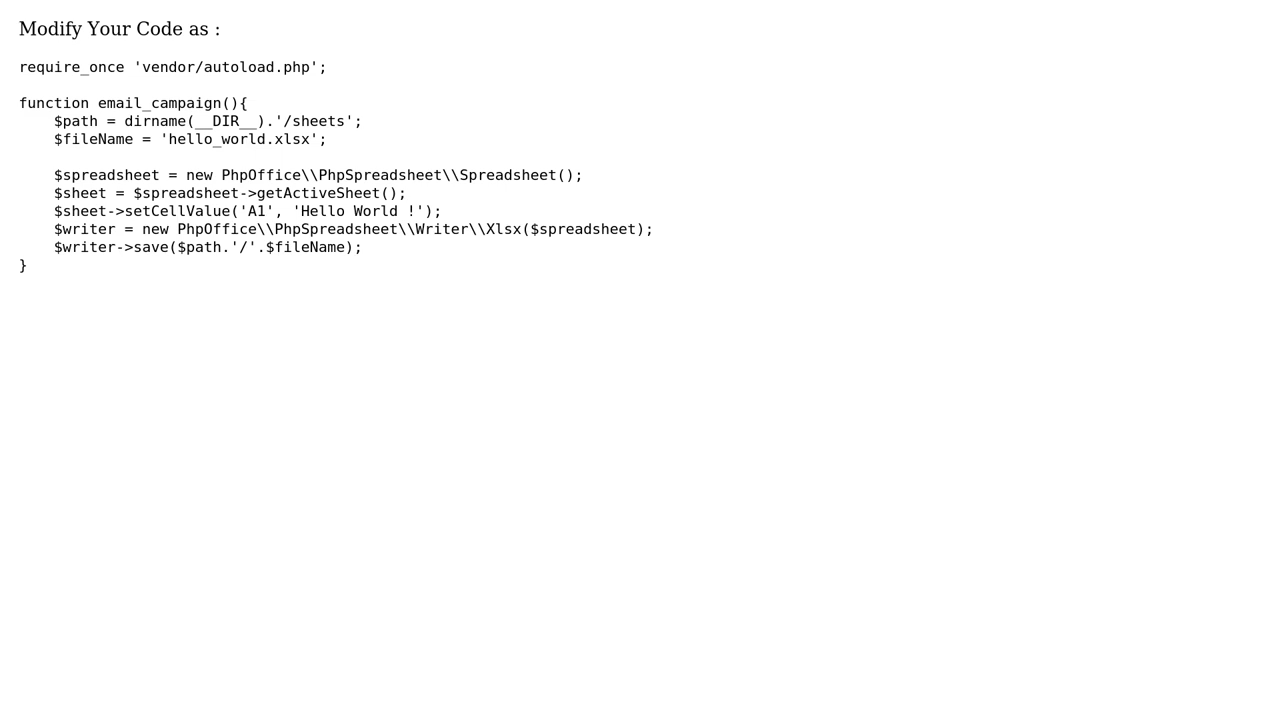 Modify Your Code as :
require_once 'vendor/autoload.php';
function email_campaign(){
    $path = dirname(__DIR__).'/sheets';
    $fileName = 'hello_world.xlsx';
    $spreadsheet = new PhpOffice\\PhpSpreadsheet\\Spreadsheet();
    $sheet = $spreadsheet->getActiveSheet();
    $sheet->setCellValue('A1', 'Hello World !');
    $writer = new PhpOffice\\PhpSpreadsheet\\Writer\\Xlsx($spreadsheet);
    $writer->save($path.'/'.$fileName);
}